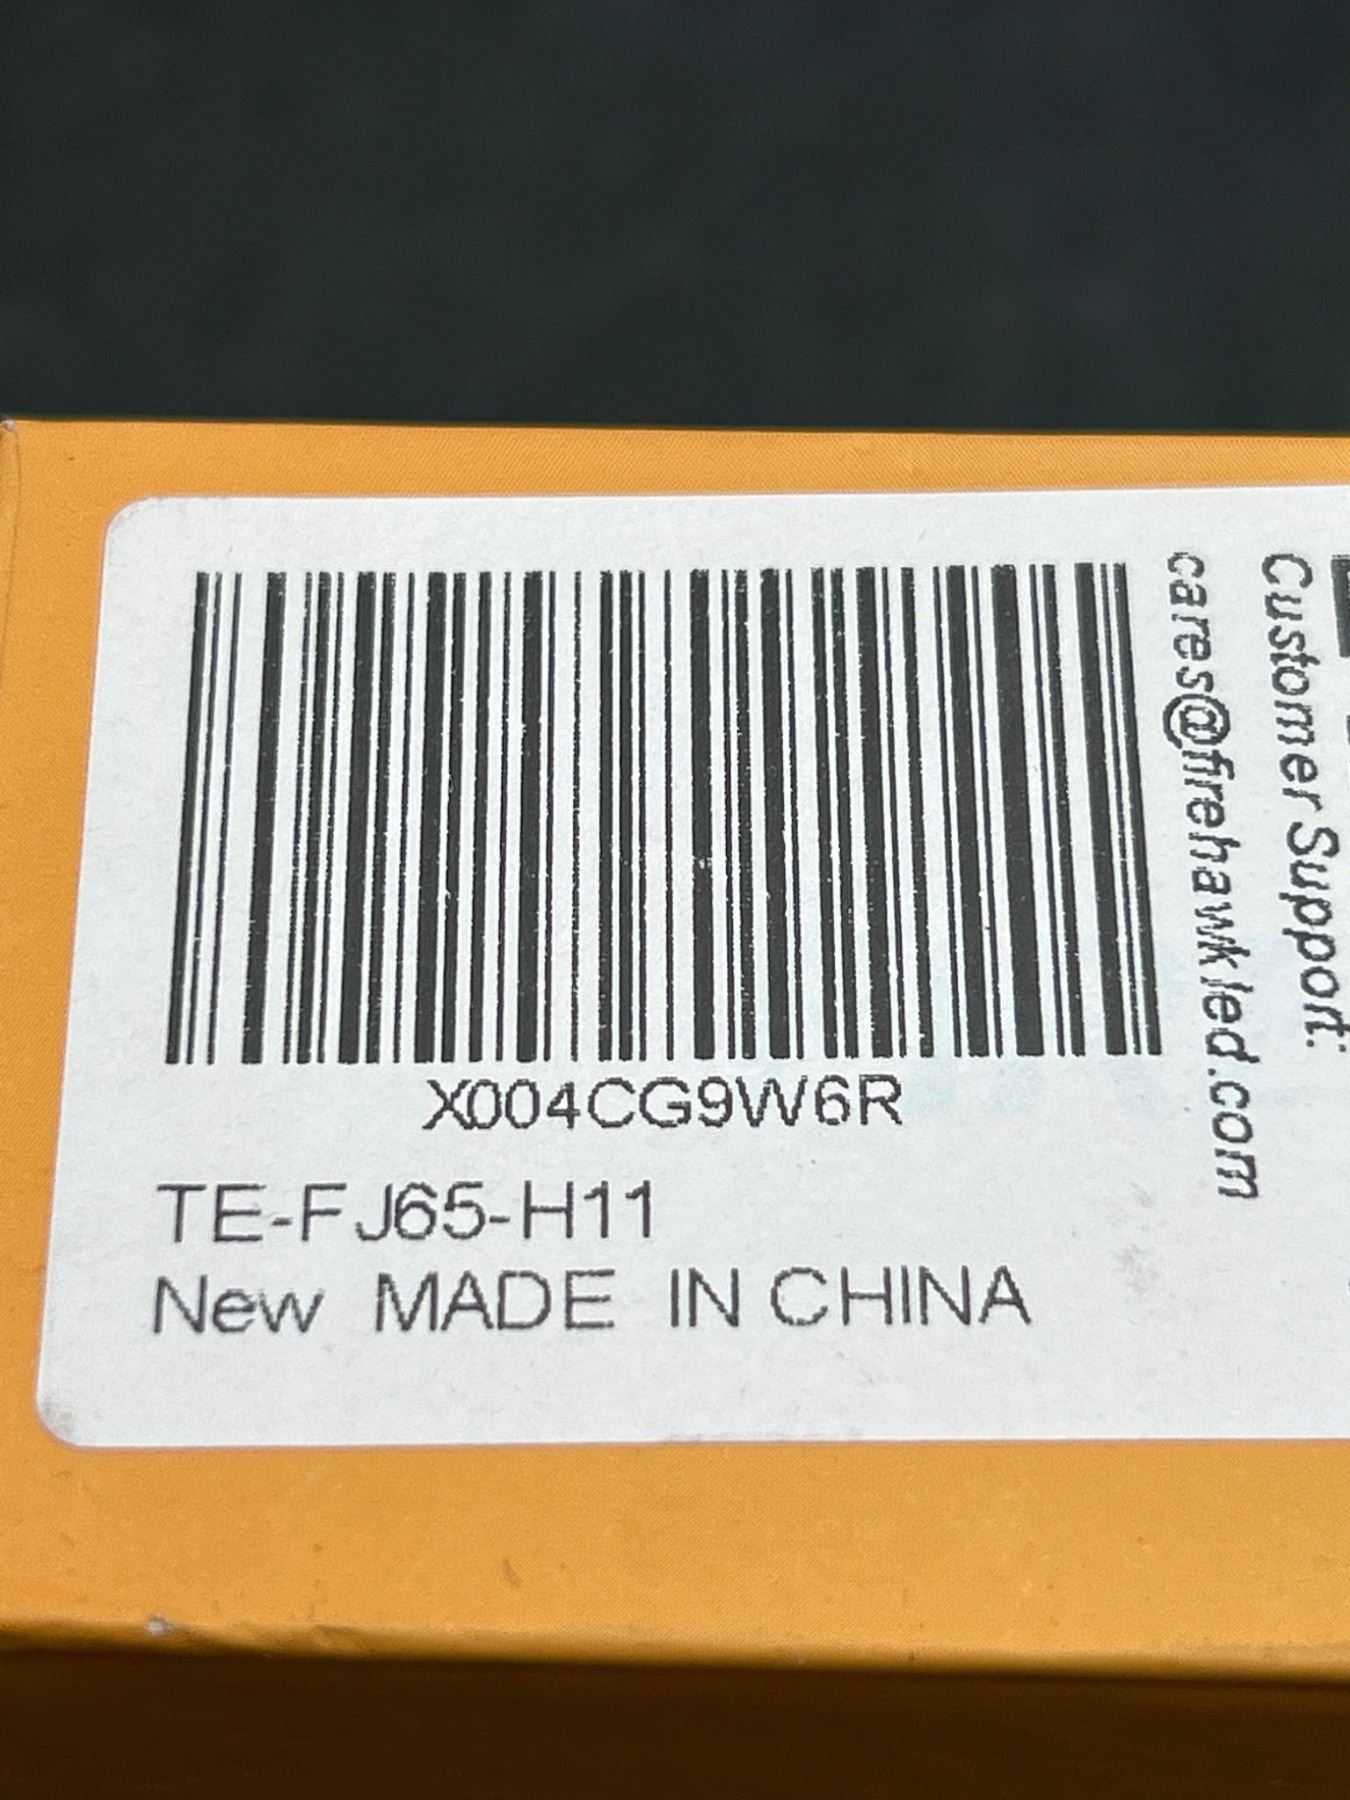 X004CG9W6R
TE-FJ65-H11
New MADE IN CHINA
Customer Support:
cares@firehawkled.com